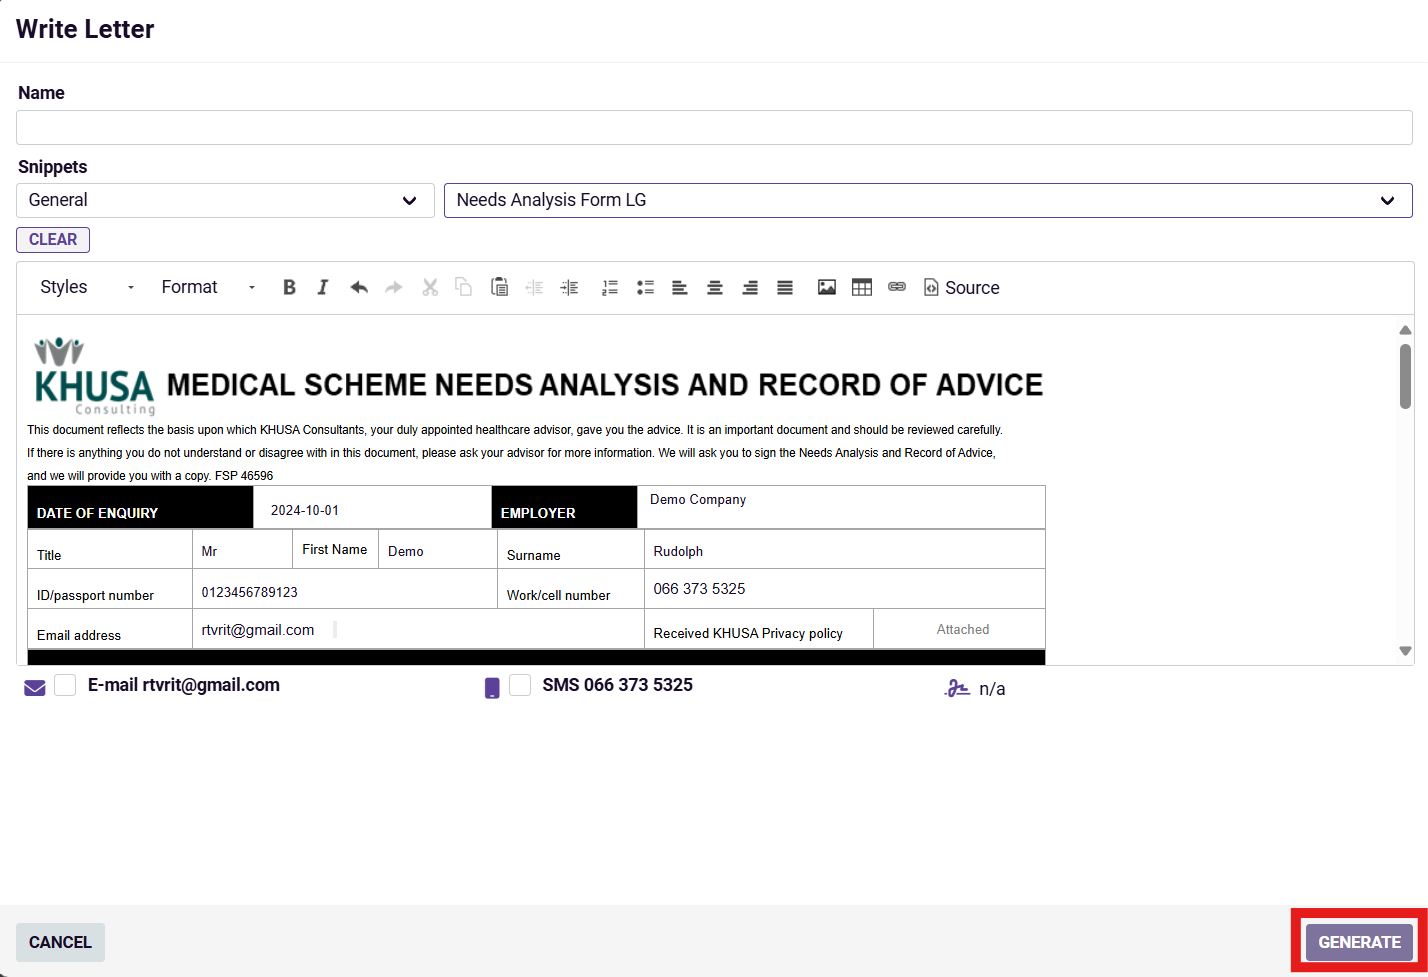 Write Letter
Name
Snippets
General
Needs Analysis Form LG
CLEAR
Styles Format B I Source
KHUSA
Consulting
MEDICAL SCHEME NEEDS ANALYSIS AND RECORD OF ADVICE
This document reflects the basis upon which KHUSA Consultants, your duly appointed healthcare advisor, gave you the advice. It is an important document and should be reviewed carefully.
If there is anything you do not understand or disagree with in this document, please ask your advisor for more information. We will ask you to sign the Needs Analysis and Record of Advice,
and we will provide you with a copy. FSP 46596
DATE OF ENQUIRY 2024-10-01 EMPLOYER Demo Company
Title Mr First Name Demo Surname Rudolph
ID/passport number 0123456789123 Work/cell number 066 373 5325
Email address rtvrit@gmail.com Received KHUSA Privacy policy Attached
E-mail rtvrit@gmail.com SMS 066 373 5325 n/a
CANCEL GENERATE